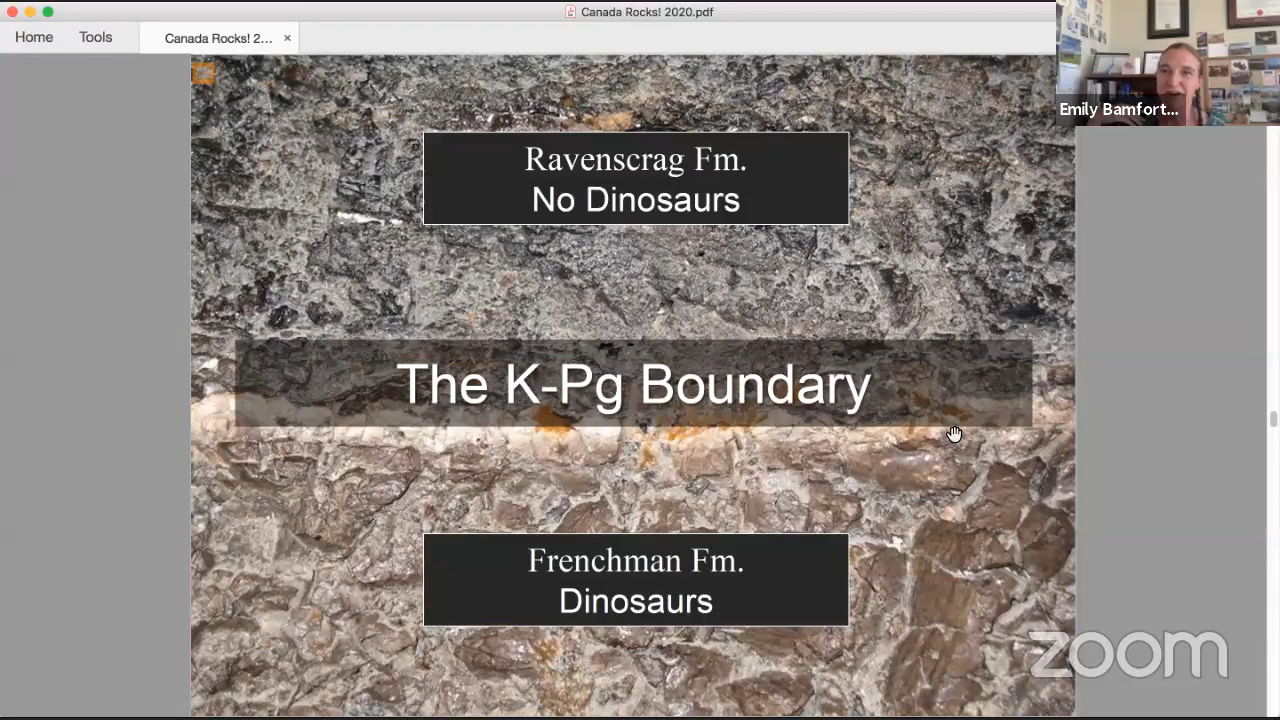 Canada Rocks! 2020.pdf
Home
Tools
Canada Rocks! 2... ×
Emily Bamfort...
Ravenscrag Fm.
No Dinosaurs
The K-Pg Boundary
Frenchman Fm.
Dinosaurs
zoom